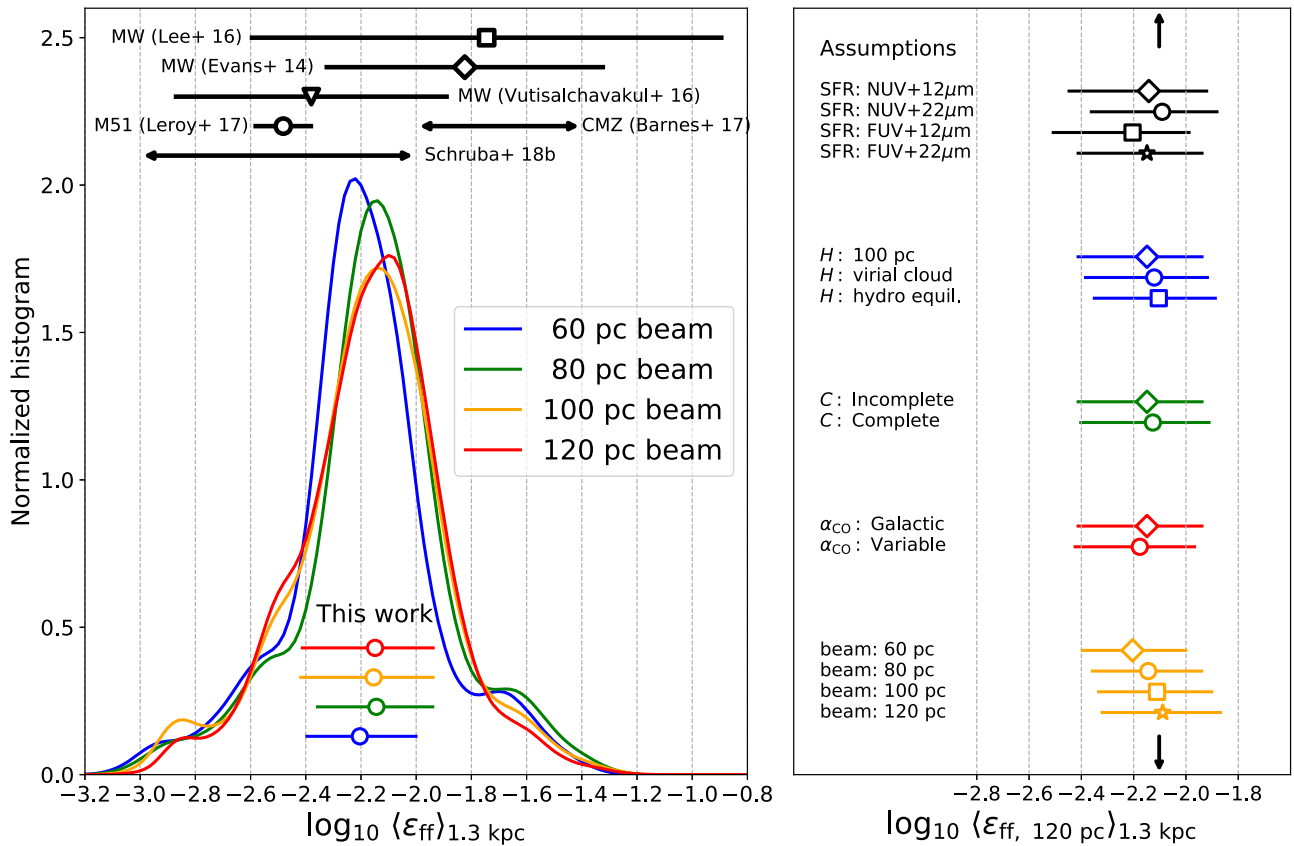 MW (Lee+ 16)
MW (Evans+ 14)
MW (Vutisalchavakul+ 16)
M51 (Leroy+ 17)
CMZ (Barnes+ 17)
Schruba+ 18b
60 pc beam
80 pc beam
100 pc beam
120 pc beam
This work
Normalized histogram
2.5
2.0
1.5
1.0
0.5
0.0
−3.2 −3.0 −2.8 −2.6 −2.4 −2.2 −2.0 −1.8 −1.6 −1.4 −1.2 −1.0 −0.8
log₁₀ ⟨ε_ff⟩_1.3 kpc
Assumptions
SFR: NUV+12μm
SFR: NUV+22μm
SFR: FUV+12μm
SFR: FUV+22μm
H: 100 pc
H: virial cloud
H: hydro equil.
C: Incomplete
C: Complete
α_CO: Galactic
α_CO: Variable
beam: 60 pc
beam: 80 pc
beam: 100 pc
beam: 120 pc
−2.8 −2.6 −2.4 −2.2 −2.0 −1.8
log₁₀ ⟨ε_ff, 120 pc⟩_1.3 kpc